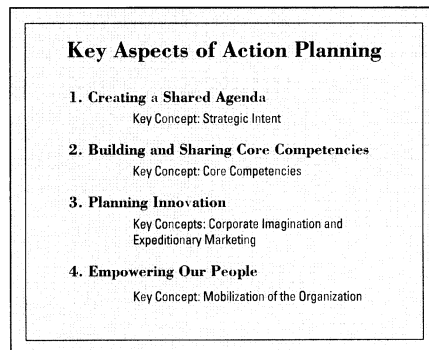 Key Aspects of Action Planning
1. Creating a Shared Agenda
Key Concept: Strategic Intent
2. Building and Sharing Core Competencies
Key Concept: Core Competencies
3. Planning Innovation
Key Concepts: Corporate Imagination and
Expeditionary Marketing
4. Empowering Our People
Key Concept: Mobilization of the Organization